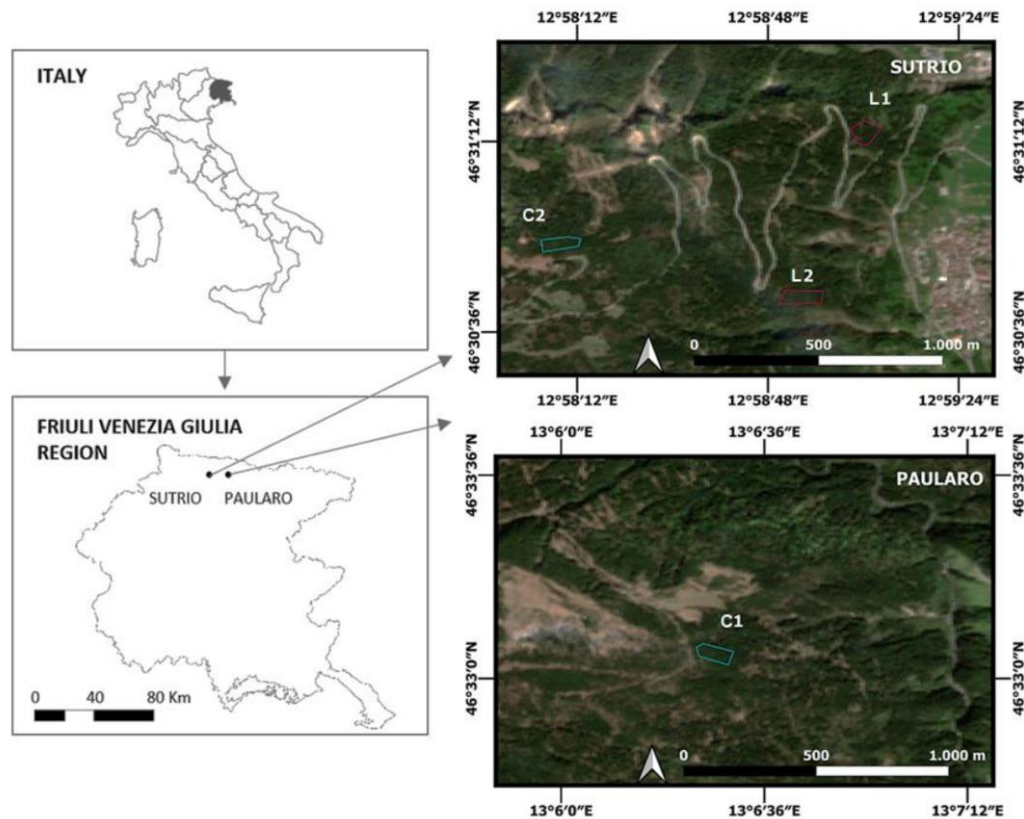 ITALY
FRIULI VENEZIA GIULIA
REGION
SUTRIO
PAULARO
0 40 80 Km
12°58′12″E 12°58′48″E 12°59′24″E
46°31′12″N
46°30′36″N
SUTRIO
L1
C2
L2
0 500 1.000 m
46°31′12″N
46°30′36″N
12°58′12″E 12°58′48″E 12°59′24″E
13°6′0″E 13°6′36″E 13°7′12″E
46°33′36″N
46°33′0″N
PAULARO
C1
0 500 1.000 m
46°33′36″N
46°33′0″N
13°6′0″E 13°6′36″E 13°7′12″E